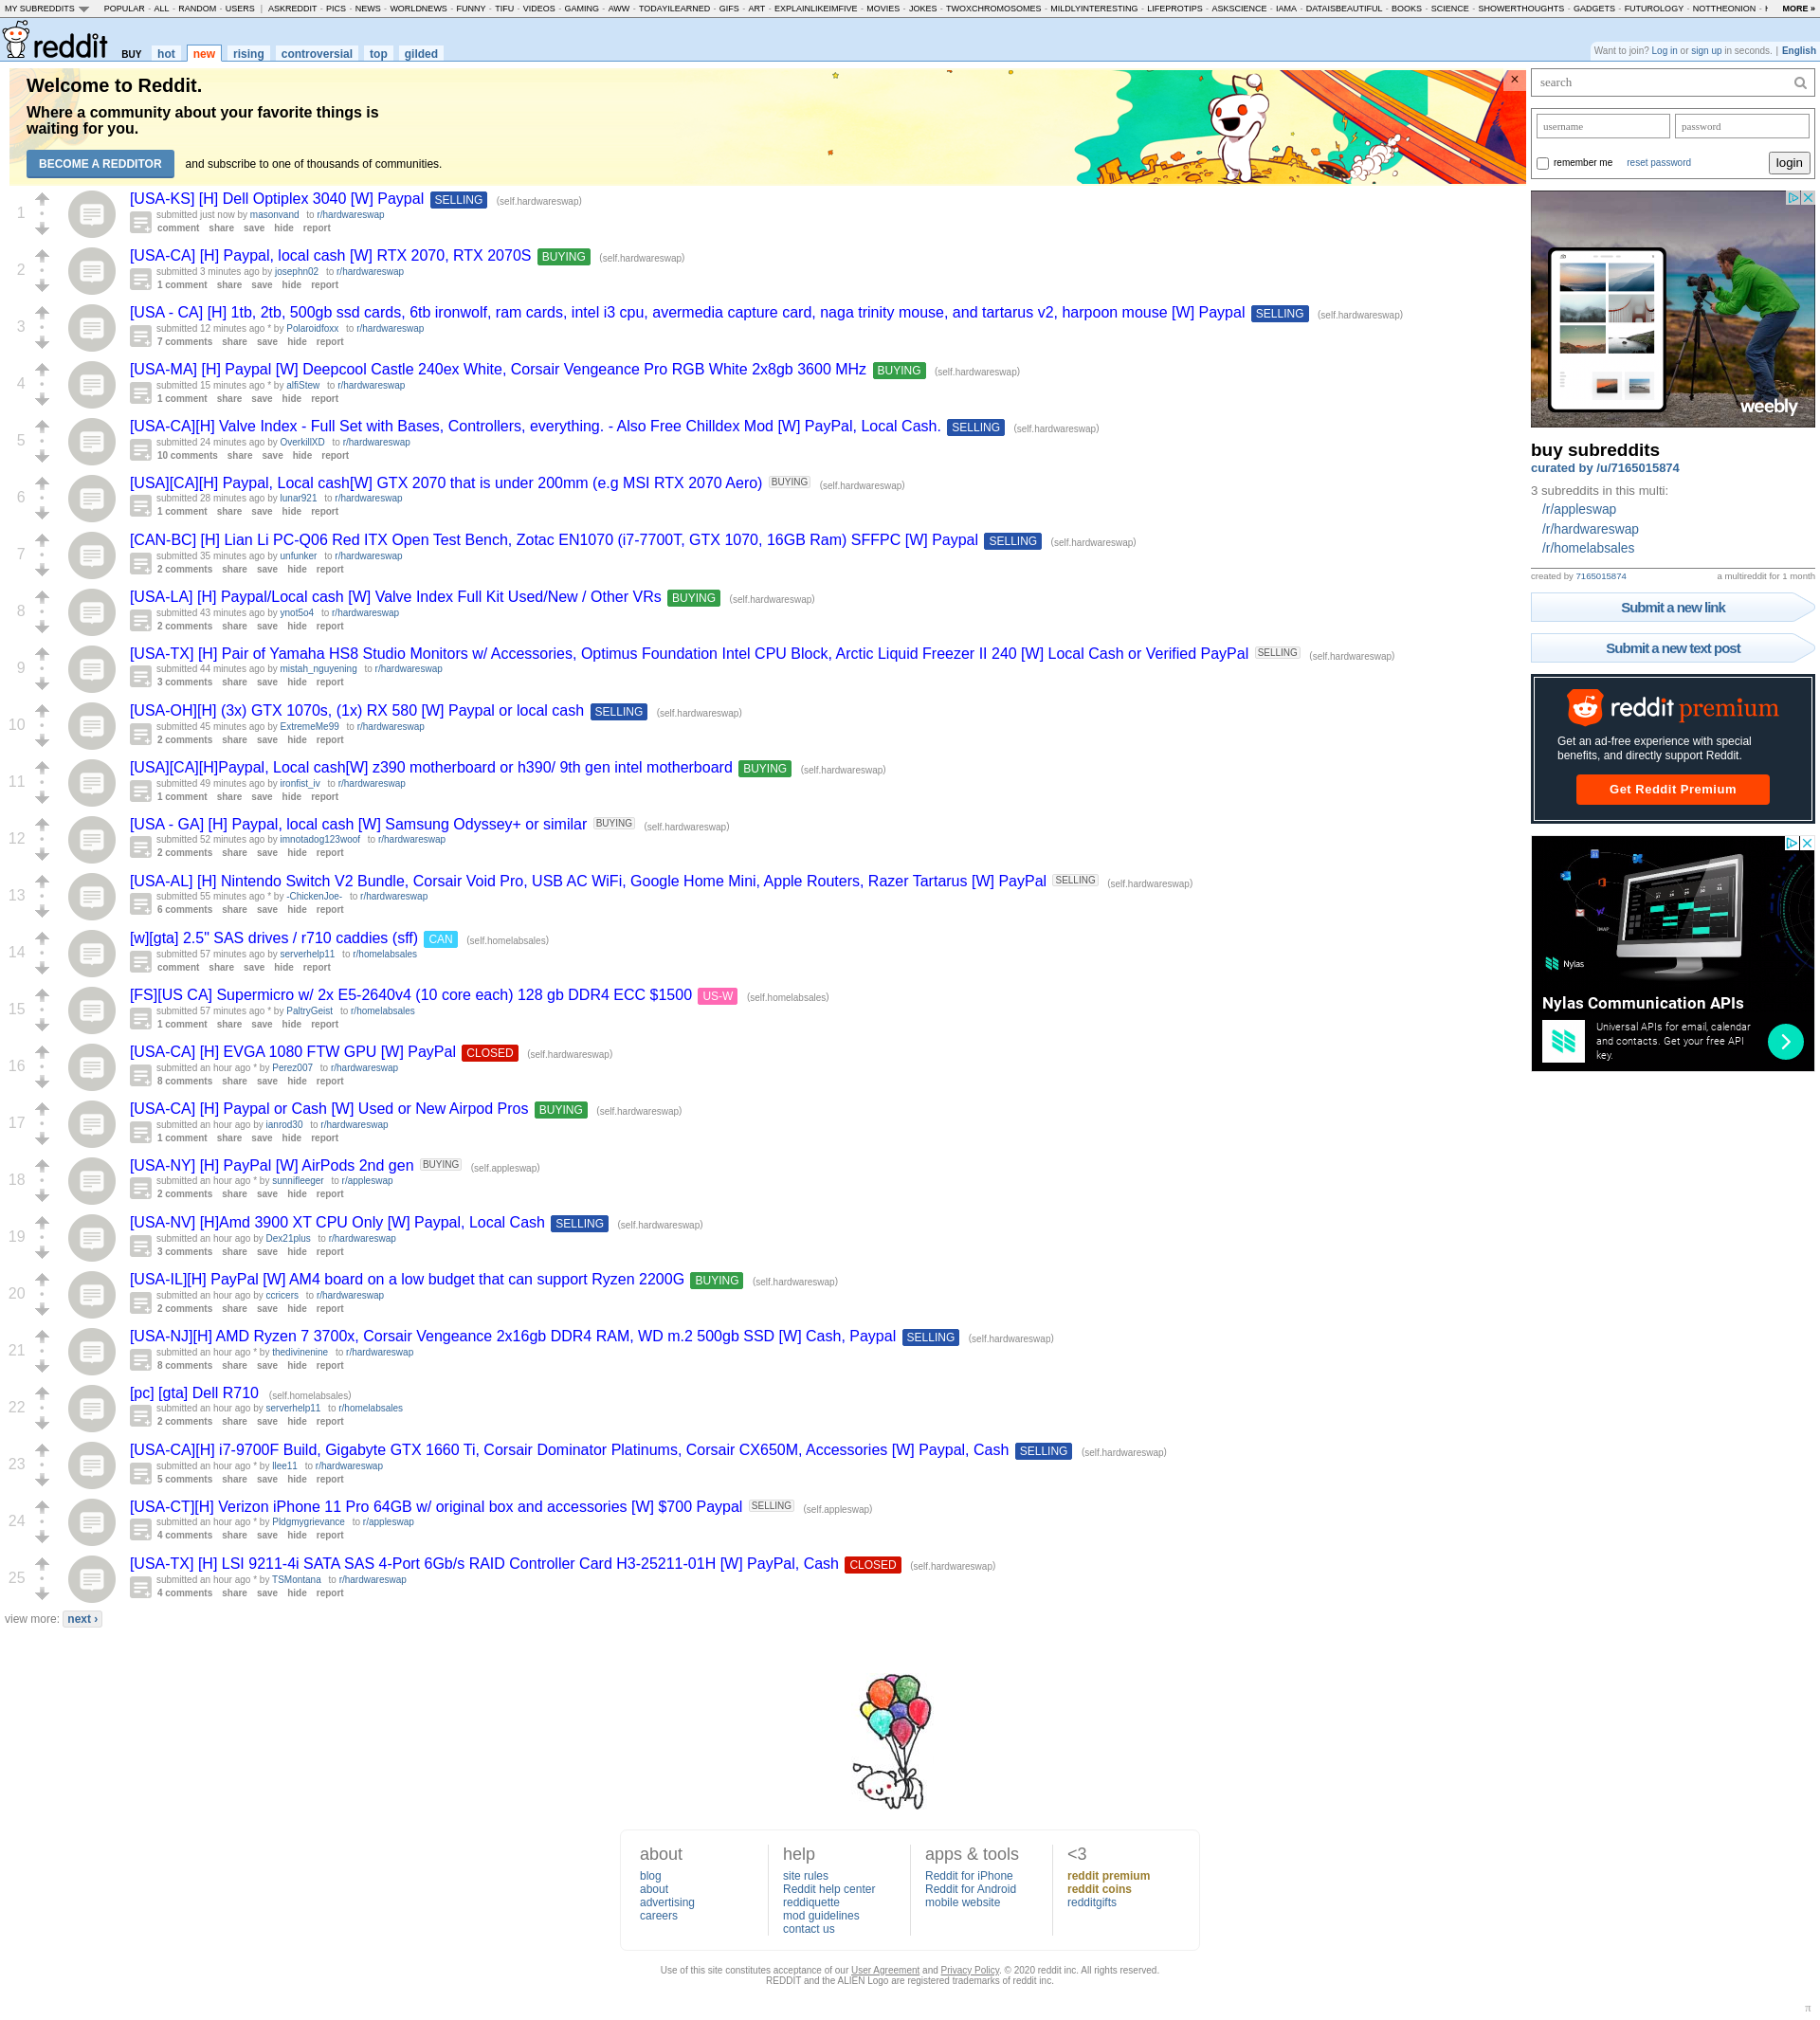 MY SUBREDDITS POPULAR - ALL - RANDOM - USERS | ASKREDDIT - PICS - NEWS - WORLDNEWS - FUNNY - TIFU - VIDEOS - GAMING - AWW - TODAYILEARNED - GIFS - ART - EXPLAINLIKEIMFIVE - MOVIES - JOKES - TWOXCHROMOSOMES - MILDLYINTERESTING - LIFEPROTIPS - ASKSCIENCE - IAMA - DATAISBEAUTIFUL - BOOKS - SCIENCE - SHOWERTHOUGHTS - GADGETS - FUTUROLOGY - NOTTHEONION - MORE »
reddit BUY hot new rising controversial top gilded
Want to join? Log in or sign up in seconds. | English
Welcome to Reddit.
Where a community about your favorite things is
waiting for you.
BECOME A REDDITOR and subscribe to one of thousands of communities.
1
[USA-KS] [H] Dell Optiplex 3040 [W] Paypal SELLING (self.hardwareswap)
submitted just now by masonvand to r/hardwareswap
comment share save hide report
2
[USA-CA] [H] Paypal, local cash [W] RTX 2070, RTX 2070S BUYING (self.hardwareswap)
submitted 3 minutes ago by josephn02 to r/hardwareswap
1 comment share save hide report
3
[USA - CA] [H] 1tb, 2tb, 500gb ssd cards, 6tb ironwolf, ram cards, intel i3 cpu, avermedia capture card, naga trinity mouse, and tartarus v2, harpoon mouse [W] Paypal SELLING (self.hardwareswap)
submitted 12 minutes ago * by Polaroidfoxx to r/hardwareswap
7 comments share save hide report
4
[USA-MA] [H] Paypal [W] Deepcool Castle 240ex White, Corsair Vengeance Pro RGB White 2x8gb 3600 MHz BUYING (self.hardwareswap)
submitted 15 minutes ago * by alfiStew to r/hardwareswap
1 comment share save hide report
5
[USA-CA][H] Valve Index - Full Set with Bases, Controllers, everything. - Also Free Chilldex Mod [W] PayPal, Local Cash. SELLING (self.hardwareswap)
submitted 24 minutes ago by OverkillXD to r/hardwareswap
10 comments share save hide report
6
[USA][CA][H] Paypal, Local cash[W] GTX 2070 that is under 200mm (e.g MSI RTX 2070 Aero) BUYING (self.hardwareswap)
submitted 28 minutes ago by lunar921 to r/hardwareswap
1 comment share save hide report
7
[CAN-BC] [H] Lian Li PC-Q06 Red ITX Open Test Bench, Zotac EN1070 (i7-7700T, GTX 1070, 16GB Ram) SFFPC [W] Paypal SELLING (self.hardwareswap)
submitted 35 minutes ago by unfunker to r/hardwareswap
2 comments share save hide report
8
[USA-LA] [H] Paypal/Local cash [W] Valve Index Full Kit Used/New / Other VRs BUYING (self.hardwareswap)
submitted 43 minutes ago by ynot5o4 to r/hardwareswap
2 comments share save hide report
9
[USA-TX] [H] Pair of Yamaha HS8 Studio Monitors w/ Accessories, Optimus Foundation Intel CPU Block, Arctic Liquid Freezer II 240 [W] Local Cash or Verified PayPal SELLING (self.hardwareswap)
submitted 44 minutes ago by mistah_nguyening to r/hardwareswap
3 comments share save hide report
10
[USA-OH][H] (3x) GTX 1070s, (1x) RX 580 [W] Paypal or local cash SELLING (self.hardwareswap)
submitted 45 minutes ago by ExtremeMe99 to r/hardwareswap
2 comments share save hide report
11
[USA][CA][H]Paypal, Local cash[W] z390 motherboard or h390/ 9th gen intel motherboard BUYING (self.hardwareswap)
submitted 49 minutes ago by ironfist_iv to r/hardwareswap
1 comment share save hide report
12
[USA - GA] [H] Paypal, local cash [W] Samsung Odyssey+ or similar BUYING (self.hardwareswap)
submitted 52 minutes ago by imnotadog123woof to r/hardwareswap
2 comments share save hide report
13
[USA-AL] [H] Nintendo Switch V2 Bundle, Corsair Void Pro, USB AC WiFi, Google Home Mini, Apple Routers, Razer Tartarus [W] PayPal SELLING (self.hardwareswap)
submitted 55 minutes ago * by -ChickenJoe- to r/hardwareswap
6 comments share save hide report
14
[w][gta] 2.5" SAS drives / r710 caddies (sff) CAN (self.homelabsales)
submitted 57 minutes ago by serverhelp11 to r/homelabsales
comment share save hide report
15
[FS][US CA] Supermicro w/ 2x E5-2640v4 (10 core each) 128 gb DDR4 ECC $1500 US-W (self.homelabsales)
submitted 57 minutes ago * by PaltryGeist to r/homelabsales
1 comment share save hide report
16
[USA-CA] [H] EVGA 1080 FTW GPU [W] PayPal CLOSED (self.hardwareswap)
submitted an hour ago * by Perez007 to r/hardwareswap
8 comments share save hide report
17
[USA-CA] [H] Paypal or Cash [W] Used or New Airpod Pros BUYING (self.hardwareswap)
submitted an hour ago by ianrod30 to r/hardwareswap
1 comment share save hide report
18
[USA-NY] [H] PayPal [W] AirPods 2nd gen BUYING (self.appleswap)
submitted an hour ago * by sunnifleeger to r/appleswap
2 comments share save hide report
19
[USA-NV] [H]Amd 3900 XT CPU Only [W] Paypal, Local Cash SELLING (self.hardwareswap)
submitted an hour ago by Dex21plus to r/hardwareswap
3 comments share save hide report
20
[USA-IL][H] PayPal [W] AM4 board on a low budget that can support Ryzen 2200G BUYING (self.hardwareswap)
submitted an hour ago by ccricers to r/hardwareswap
2 comments share save hide report
21
[USA-NJ][H] AMD Ryzen 7 3700x, Corsair Vengeance 2x16gb DDR4 RAM, WD m.2 500gb SSD [W] Cash, Paypal SELLING (self.hardwareswap)
submitted an hour ago * by thedivinenine to r/hardwareswap
8 comments share save hide report
22
[pc] [gta] Dell R710 (self.homelabsales)
submitted an hour ago by serverhelp11 to r/homelabsales
2 comments share save hide report
23
[USA-CA][H] i7-9700F Build, Gigabyte GTX 1660 Ti, Corsair Dominator Platinums, Corsair CX650M, Accessories [W] Paypal, Cash SELLING (self.hardwareswap)
submitted an hour ago * by llee11 to r/hardwareswap
5 comments share save hide report
24
[USA-CT][H] Verizon iPhone 11 Pro 64GB w/ original box and accessories [W] $700 Paypal SELLING (self.appleswap)
submitted an hour ago * by Pldgmygrievance to r/appleswap
4 comments share save hide report
25
[USA-TX] [H] LSI 9211-4i SATA SAS 4-Port 6Gb/s RAID Controller Card H3-25211-01H [W] PayPal, Cash CLOSED (self.hardwareswap)
submitted an hour ago * by TSMontana to r/hardwareswap
4 comments share save hide report
view more: next ›
search
username password
remember me reset password login
weebly
buy subreddits
curated by /u/7165015874
3 subreddits in this multi:
/r/appleswap
/r/hardwareswap
/r/homelabsales
created by 7165015874 a multireddit for 1 month
Submit a new link
Submit a new text post
reddit premium
Get an ad-free experience with special
benefits, and directly support Reddit.
Get Reddit Premium
IMAP
Nylas
Nylas Communication APIs
Universal APIs for email, calendar
and contacts. Get your free API
key.
about
blog
about
advertising
careers
help
site rules
Reddit help center
reddiquette
mod guidelines
contact us
apps & tools
Reddit for iPhone
Reddit for Android
mobile website
<3
reddit premium
reddit coins
redditgifts
Use of this site constitutes acceptance of our User Agreement and Privacy Policy. © 2020 reddit inc. All rights reserved.
REDDIT and the ALIEN Logo are registered trademarks of reddit inc.
π